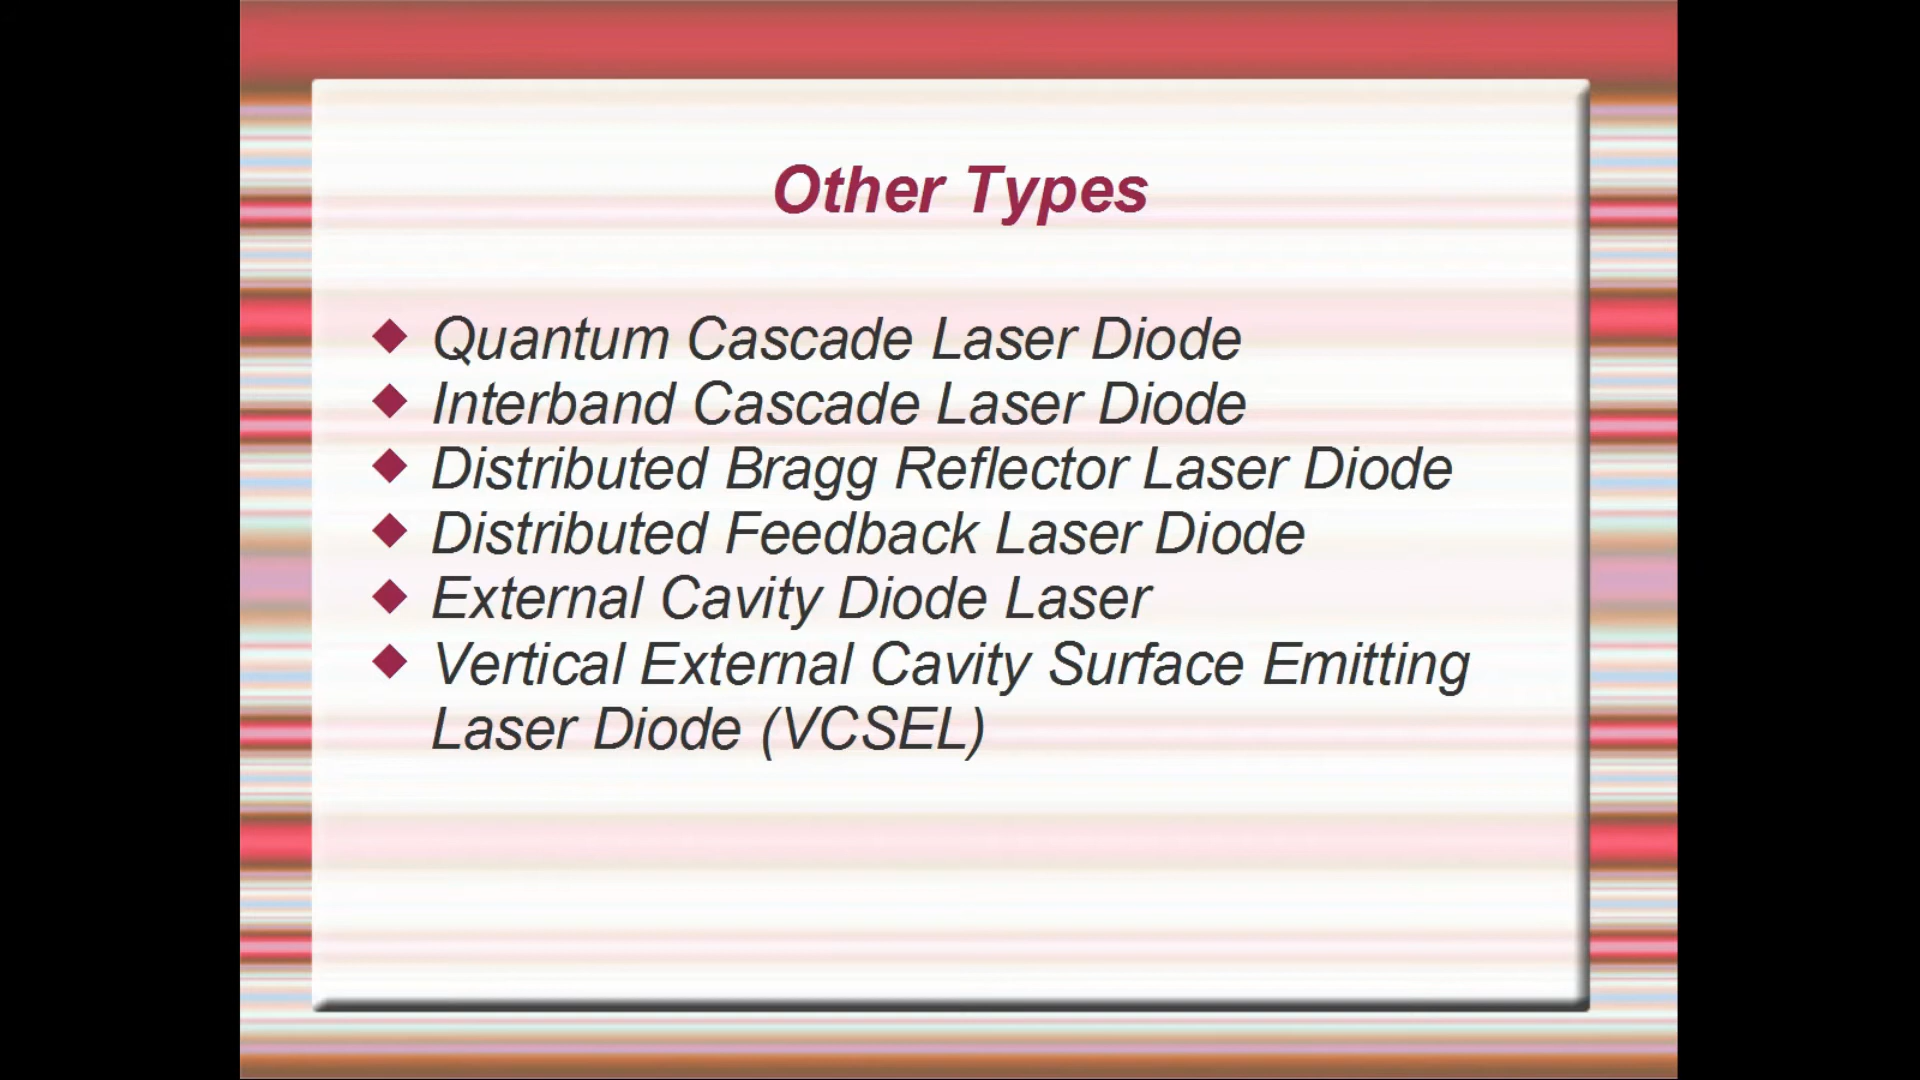 Other Types
Quantum Cascade Laser Diode
Interband Cascade Laser Diode
Distributed Bragg Reflector Laser Diode
Distributed Feedback Laser Diode
External Cavity Diode Laser
Vertical External Cavity Surface Emitting
Laser Diode (VCSEL)